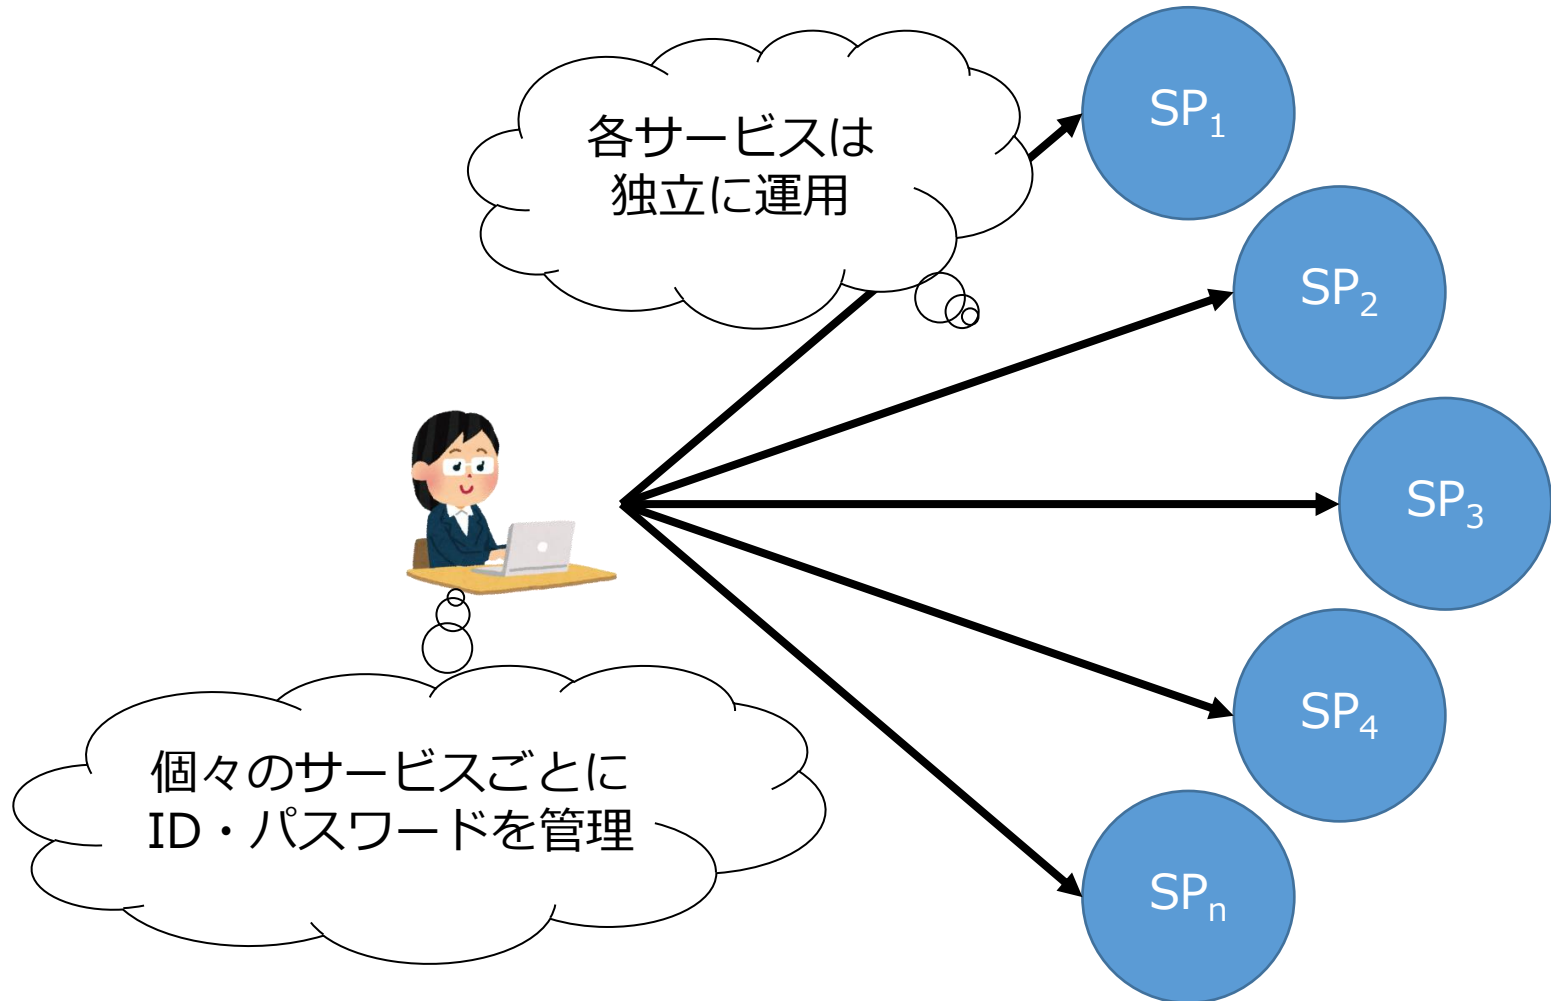 各サービスは
独立に運用
SP1
SP2
SP3
SP4
SPn
個々のサービスごとに
ID・パスワードを管理